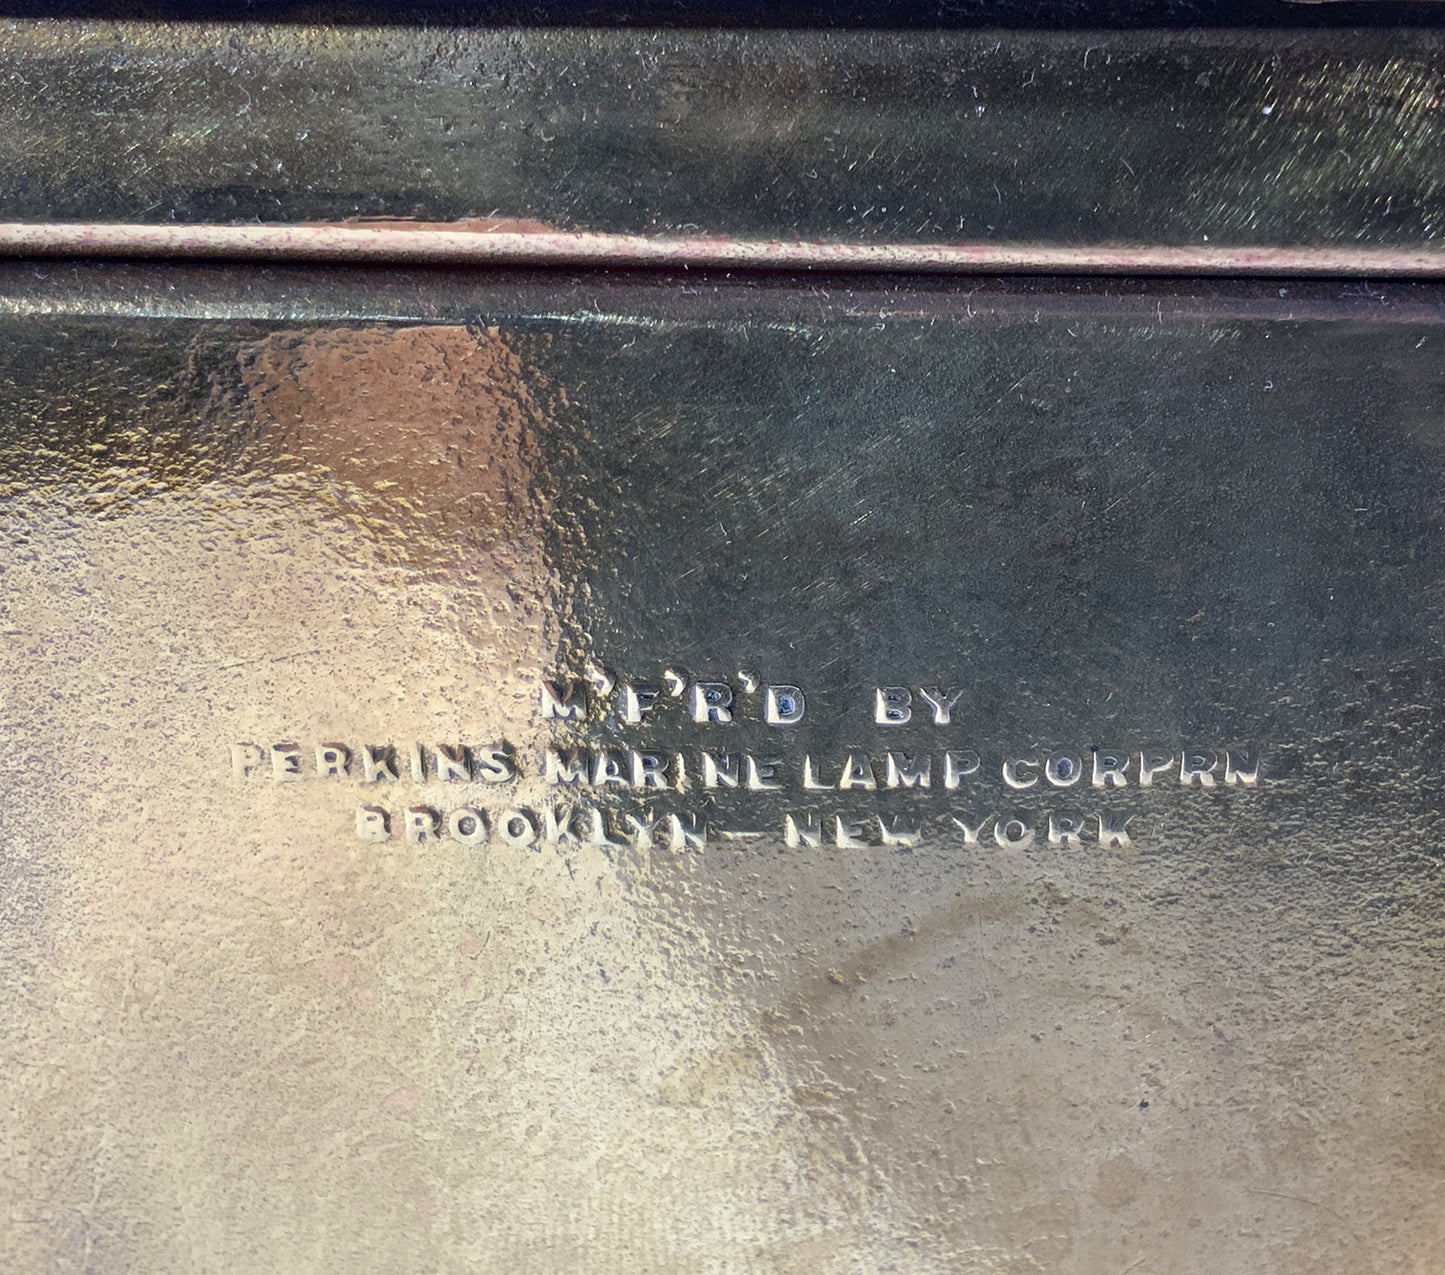 M'F'R'D BY
PERKINS MARINE LAMP CORPRN
BROOKLYN — NEW YORK